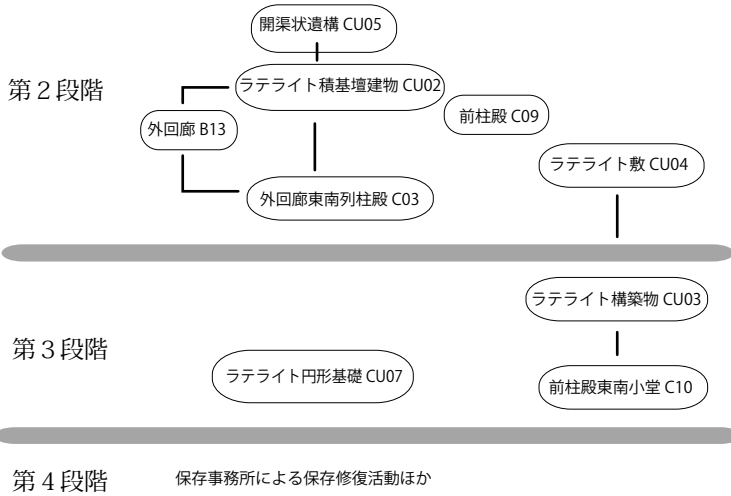 開渠状遺構 CU05
第２段階
ラテライト積基壇建物 CU02
前柱殿 C09
外回廊 B13
ラテライト敷 CU04
外回廊東南列柱殿 C03
ラテライト構築物 CU03
第３段階
ラテライト円形基礎 CU07
前柱殿東南小堂 C10
第４段階
保存事務所による保存修復活動ほか